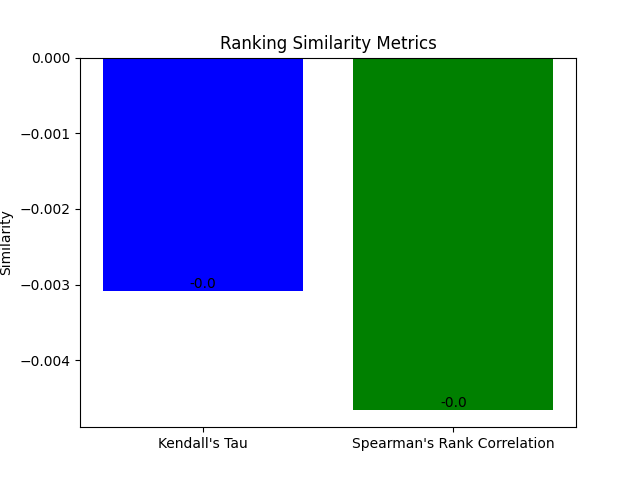 Ranking Similarity Metrics
0.000
−0.001
−0.002
−0.003
−0.004
Similarity
-0.0
-0.0
Kendall's Tau
Spearman's Rank Correlation